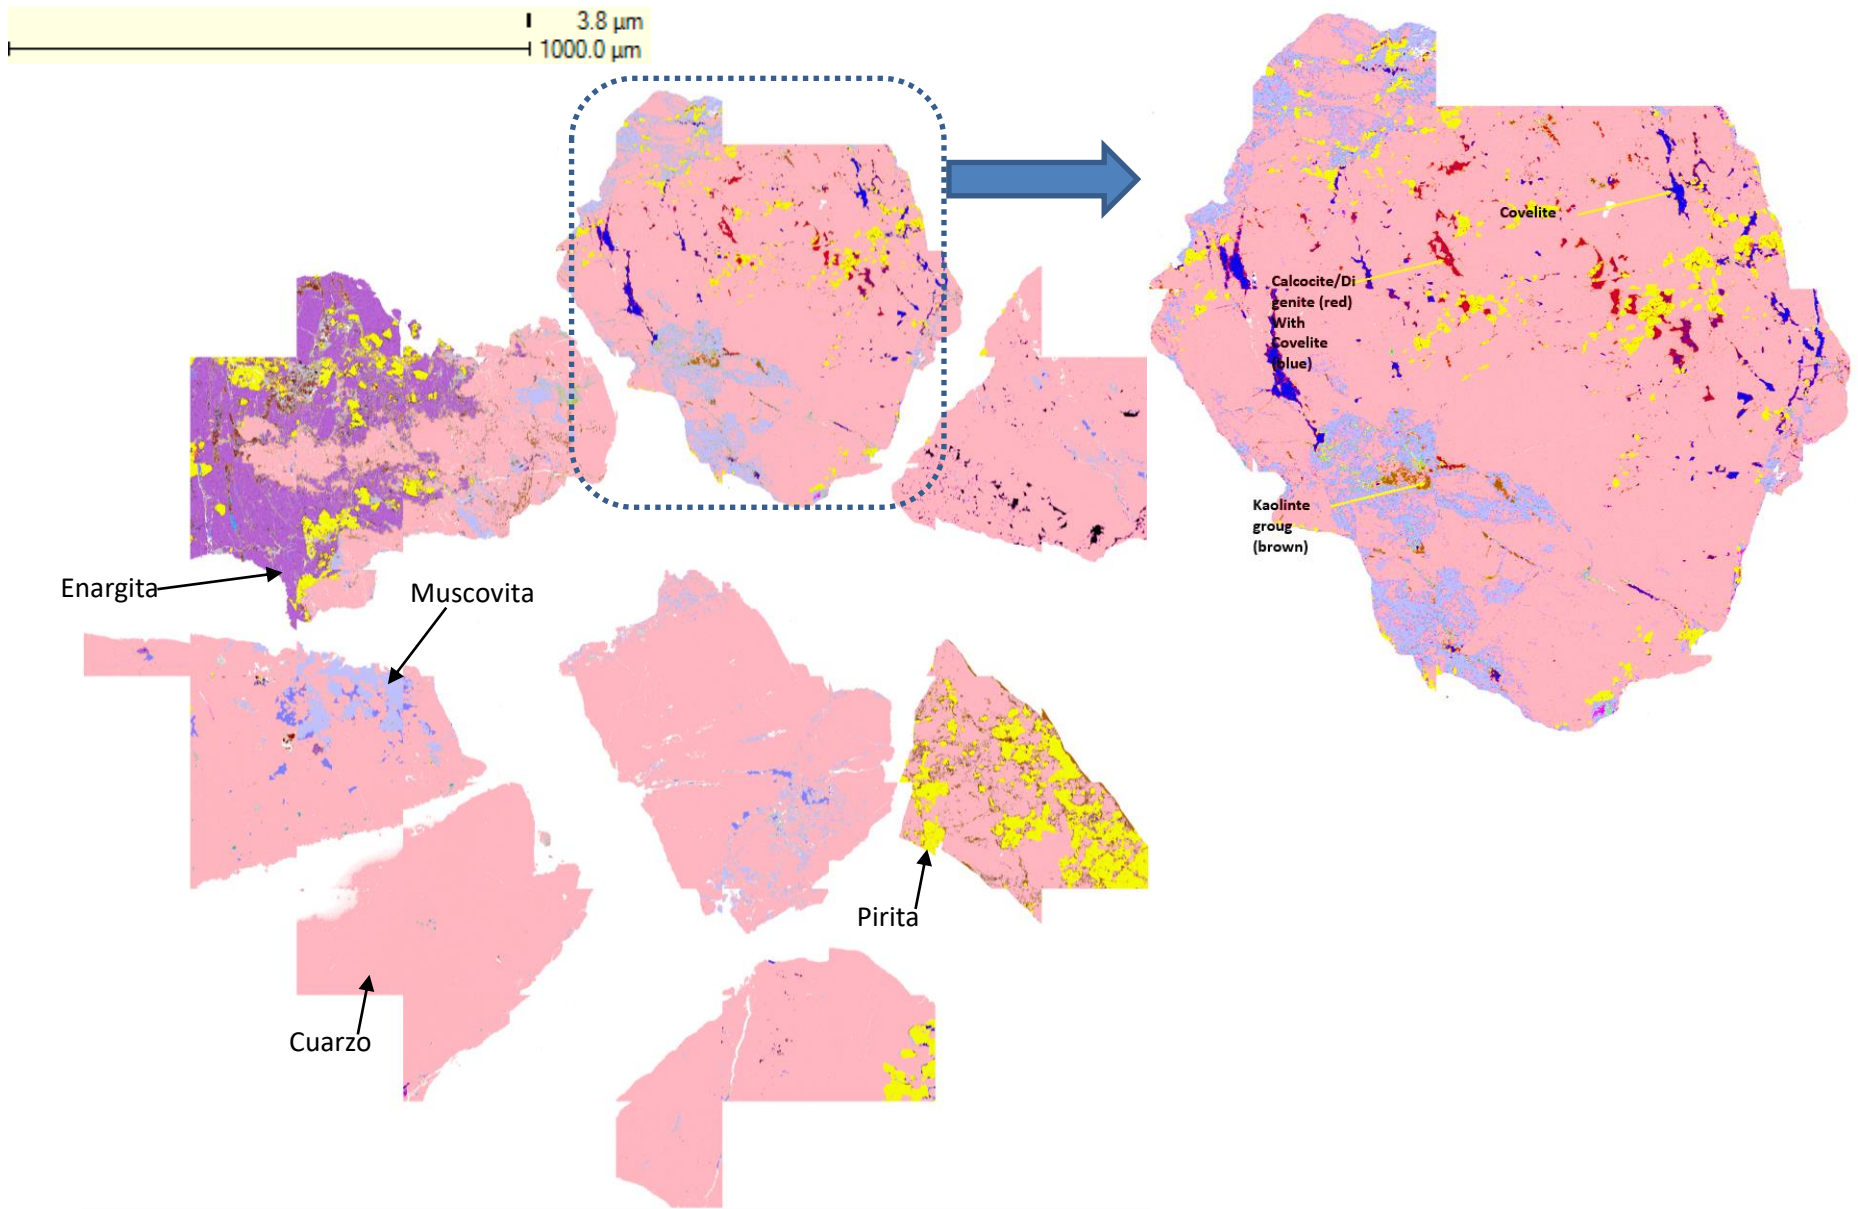 3.8 µm
1000.0 µm
Covelite
Calcocite/Di
genite (red)
With
Covelite
(blue)
Kaolinte
groug
(brown)
Enargita
Muscovita
Pirita
Cuarzo